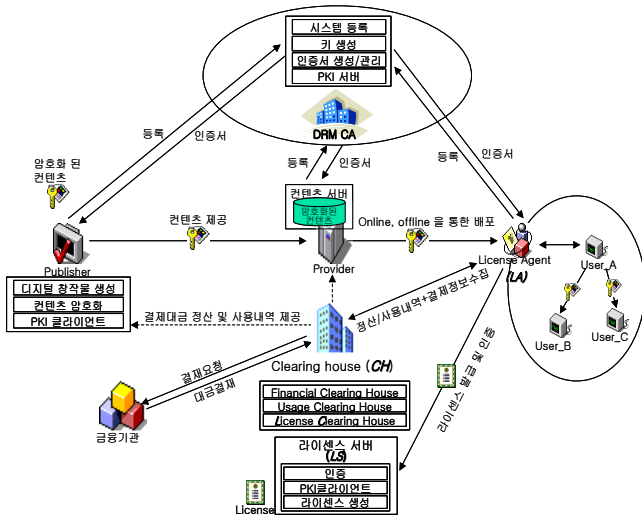 시스템 등록
키 생성
인증서 생성/관리
PKI 서버
DRM CA
등록
인증서
등록
인증서
등록
인증서
암호화 된
컨텐츠
컨텐츠 서버
암호화된
컨텐츠
컨텐츠 제공
Online, offline 을 통한 배포
Publisher
Provider
License Agent
(LA)
User_A
User_B
User_C
디지털 창작물 생성
컨텐츠 암호화
PKI 클라이언트
결제대금 정산 및 사용내역 제공
정산/사용내역+결제정보수집
Clearing house (CH)
결재요청
대금결재
금융기관
Financial Clearing House
Usage Clearing House
License Clearing House
라이센스 발급 및 인증
라이센스 서버
(LS)
인증
PKI클라이언트
라이센스 생성
License